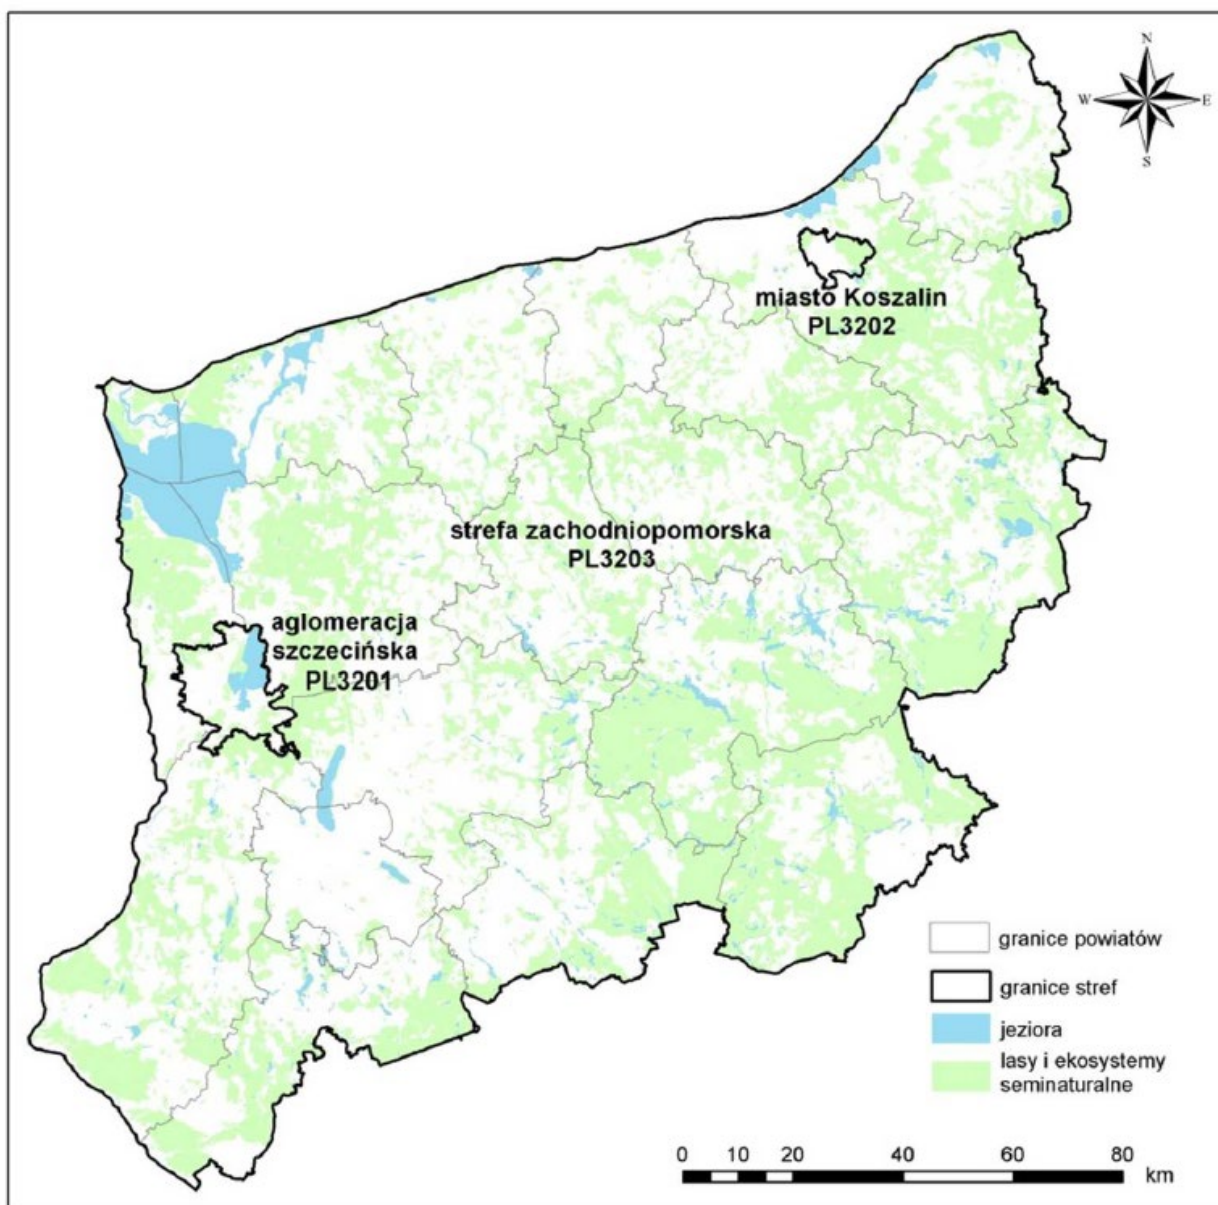 N
W E
S
miasto Koszalin
PL3202
strefa zachodniopomorska
PL3203
aglomeracja
szczecińska
PL3201
granice powiatów
granice stref
jeziora
lasy i ekosystemy
seminaturalne
0 10 20 40 60 80
km